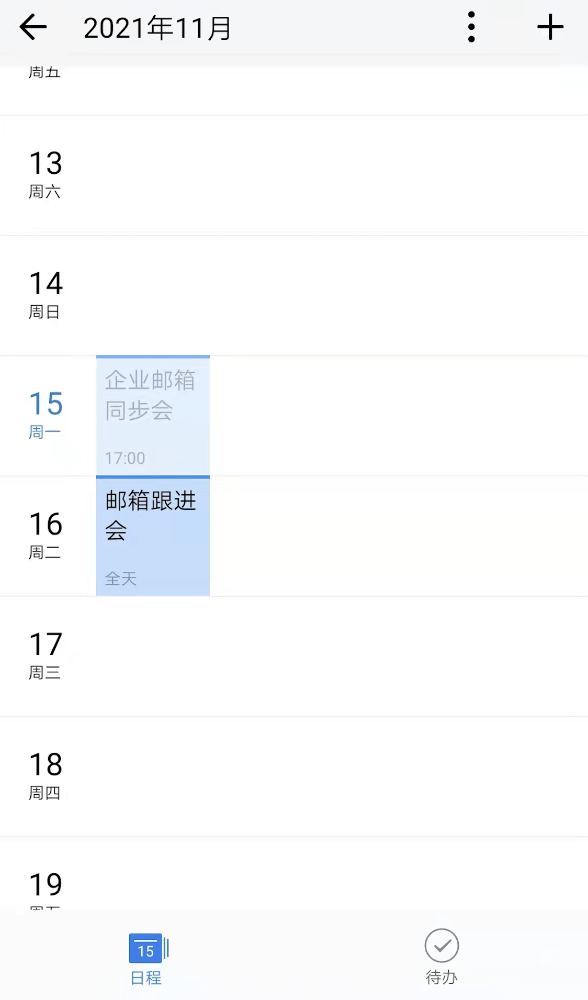 2021年11月
周五
13
周六
14
周日
15
周一
企业邮箱
同步会
17:00
16
周二
邮箱跟进
会
全天
17
周三
18
周四
19
15
日程
待办